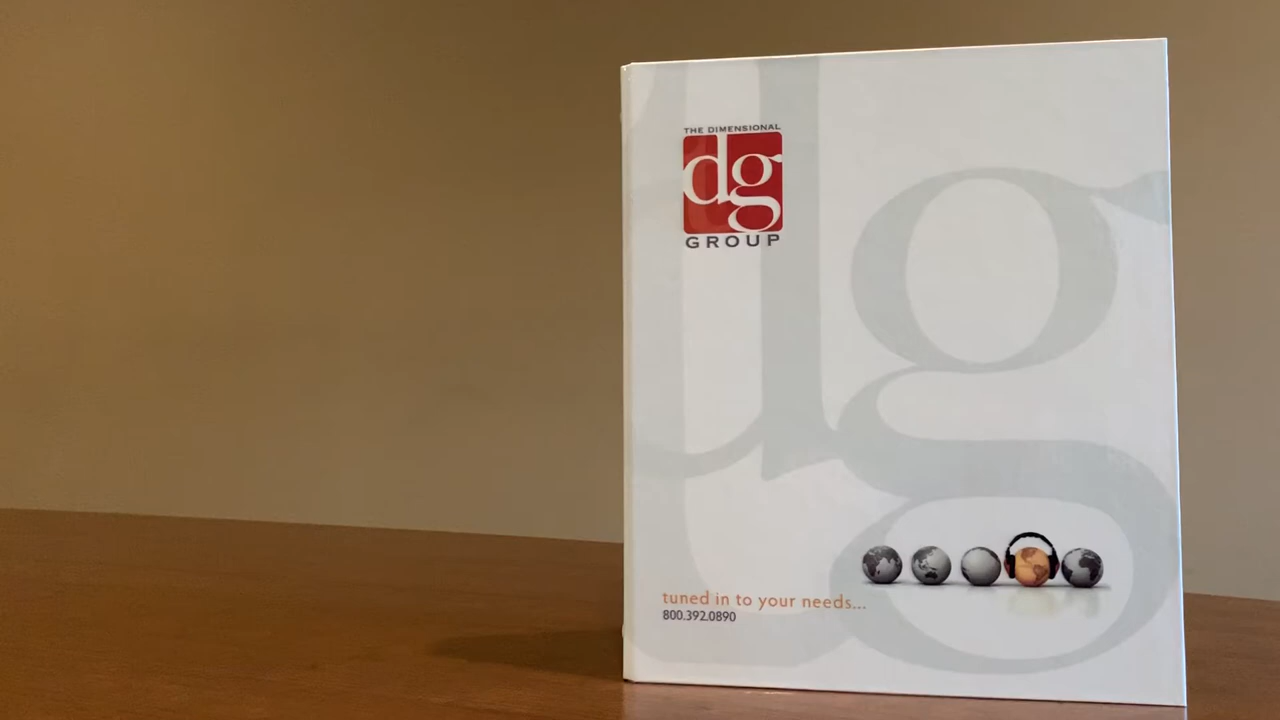 THE DIMENSIONAL
dg
GROUP
tuned in to your needs...
800.392.0890